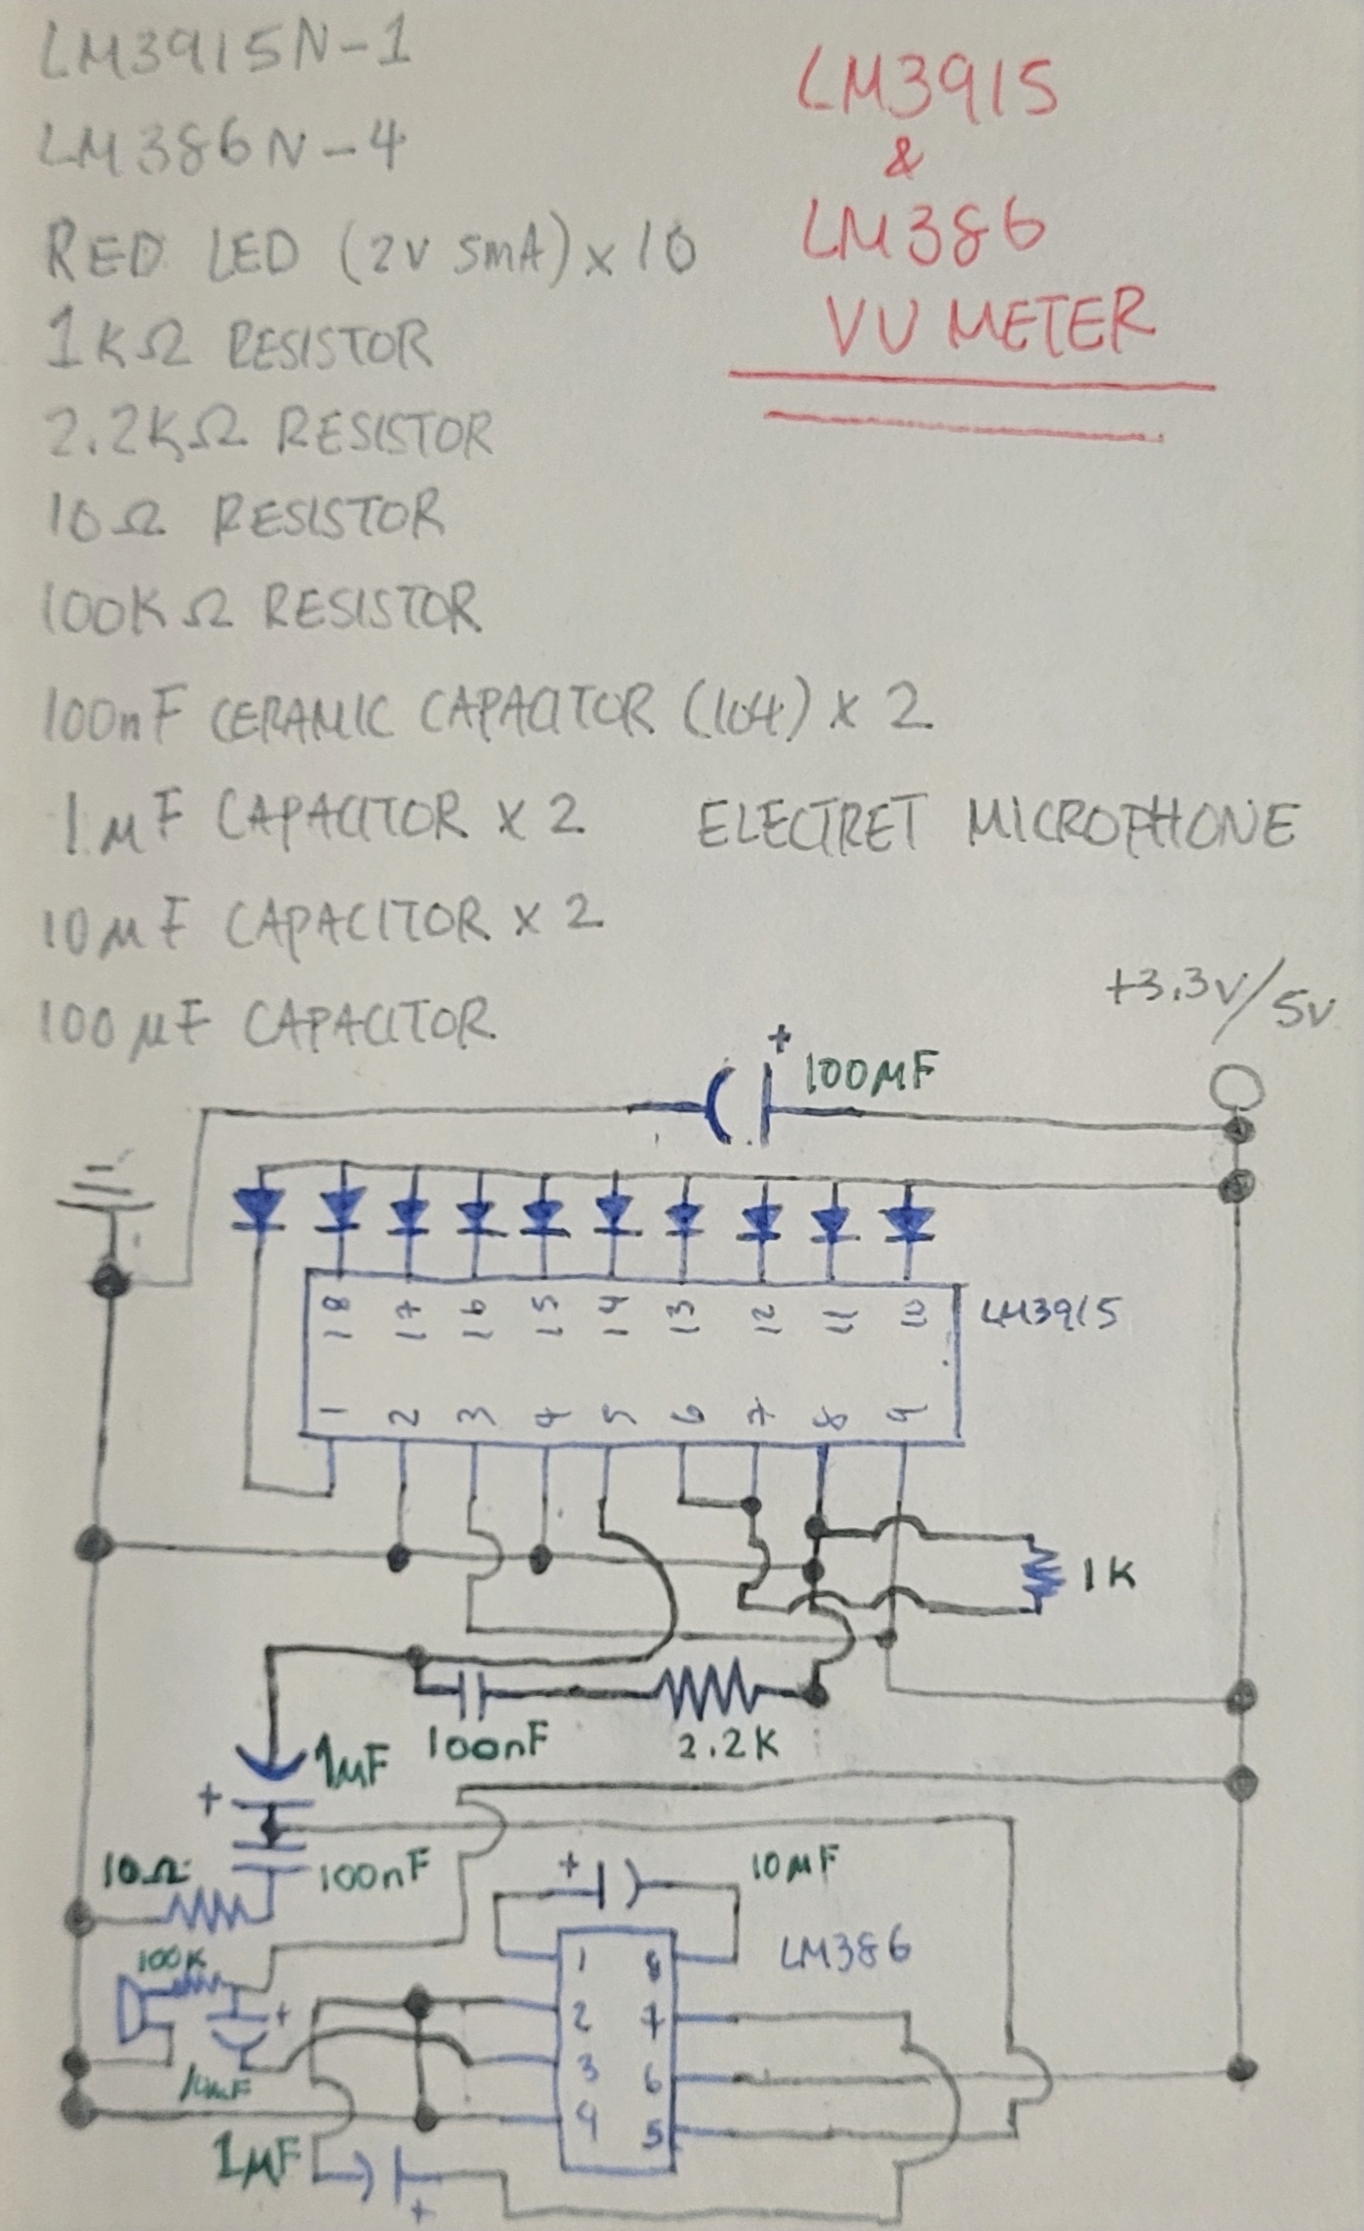 LM3915N-1
LM386N-4
RED LED (2V 5mA) x 10
1KΩ RESISTOR
2.2KΩ RESISTOR
10Ω RESISTOR
100KΩ RESISTOR
100nF CERAMIC CAPACITOR (104) x 2
1μF CAPACITOR x 2
10μF CAPACITOR x 2
100μF CAPACITOR
LM3915
&
LM386
VU METER
ELECTRET MICROPHONE
+3.3V/5V
+
100μF
18 17 16 15 14 13 12 11 10
LM3915
1 2 3 4 5 6 7 8 9
1K
100nF
2.2K
1μF
+
10Ω
100nF
+
10μF
LM386
100K
+
10μF
1 8
2 7
3 6
4 5
1μF
+